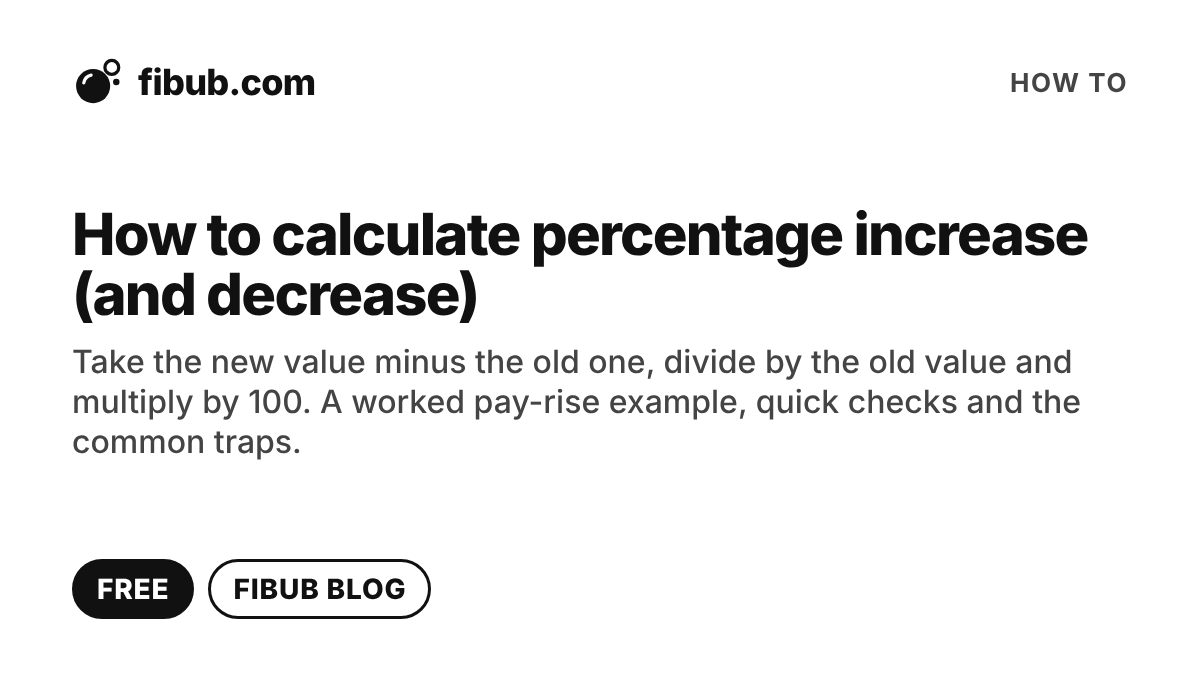 fibub.com
HOW TO
How to calculate percentage increase
(and decrease)
Take the new value minus the old one, divide by the old value and
multiply by 100. A worked pay-rise example, quick checks and the
common traps.
FREE
FIBUB BLOG